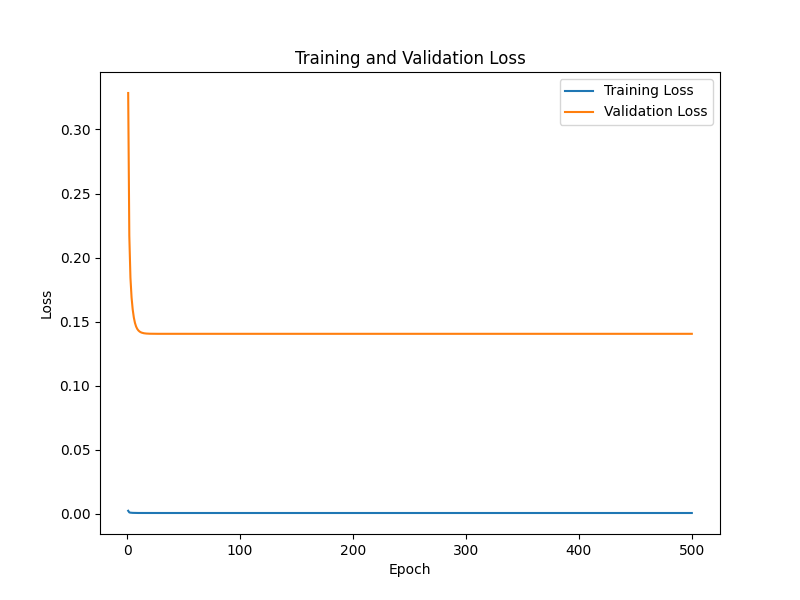 Training and Validation Loss
Training Loss
Validation Loss
0.30
0.25
0.20
0.15
0.10
0.05
0.00
Loss
0 100 200 300 400 500
Epoch